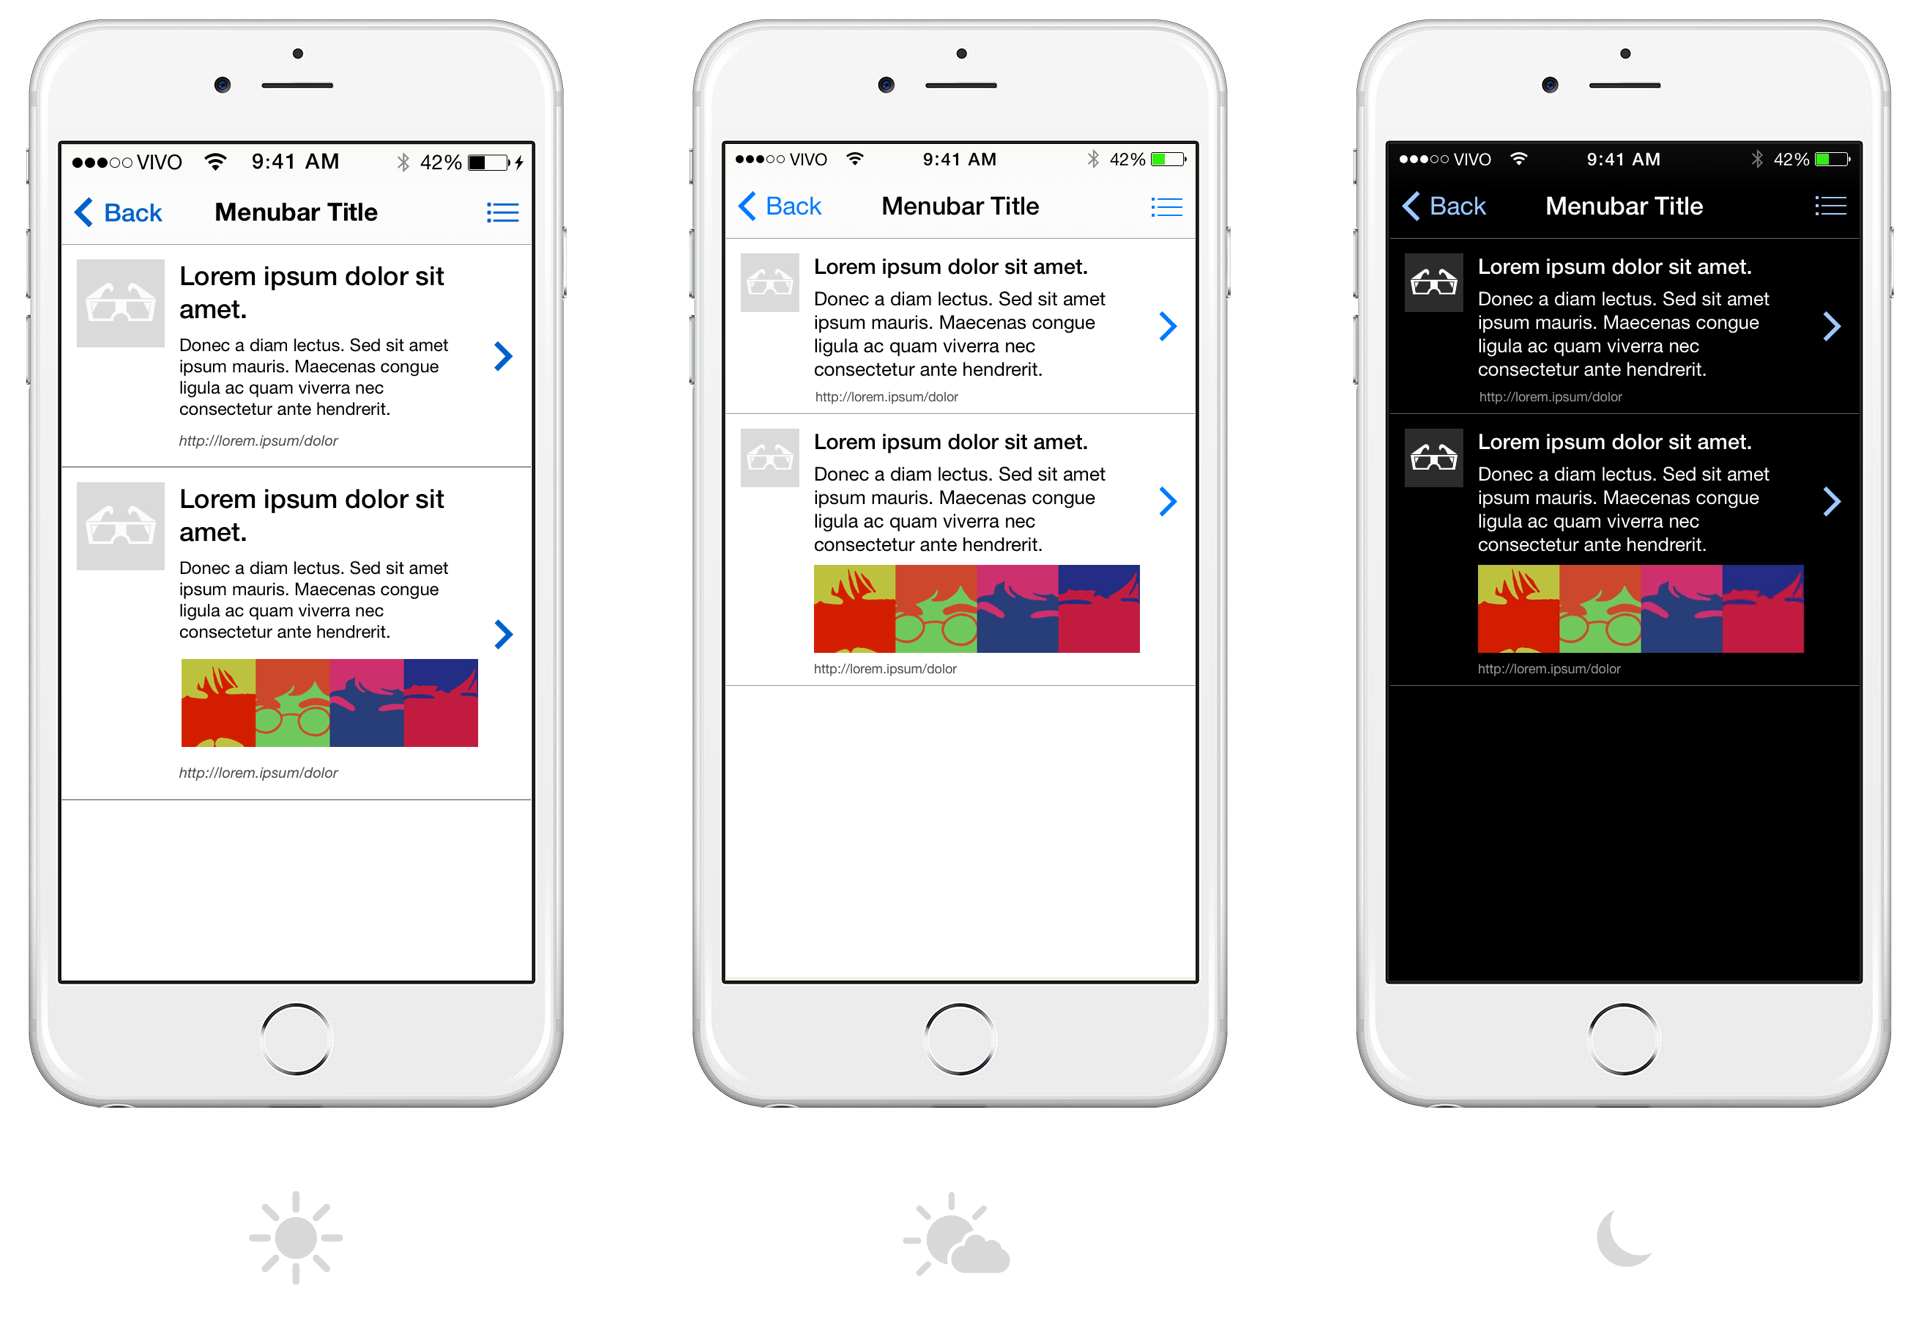 VIVO 9:41 AM 42%
Back Menubar Title
Lorem ipsum dolor sit
amet.
Donec a diam lectus. Sed sit amet
ipsum mauris. Maecenas congue
ligula ac quam viverra nec
consectetur ante hendrerit.
http://lorem.ipsum/dolor
Lorem ipsum dolor sit
amet.
Donec a diam lectus. Sed sit amet
ipsum mauris. Maecenas congue
ligula ac quam viverra nec
consectetur ante hendrerit.
http://lorem.ipsum/dolor
VIVO 9:41 AM 42%
Back Menubar Title
Lorem ipsum dolor sit amet.
Donec a diam lectus. Sed sit amet
ipsum mauris. Maecenas congue
ligula ac quam viverra nec
consectetur ante hendrerit.
http://lorem.ipsum/dolor
Lorem ipsum dolor sit amet.
Donec a diam lectus. Sed sit amet
ipsum mauris. Maecenas congue
ligula ac quam viverra nec
consectetur ante hendrerit.
http://lorem.ipsum/dolor
VIVO 9:41 AM 42%
Back Menubar Title
Lorem ipsum dolor sit amet.
Donec a diam lectus. Sed sit amet
ipsum mauris. Maecenas congue
ligula ac quam viverra nec
consectetur ante hendrerit.
http://lorem.ipsum/dolor
Lorem ipsum dolor sit amet.
Donec a diam lectus. Sed sit amet
ipsum mauris. Maecenas congue
ligula ac quam viverra nec
consectetur ante hendrerit.
http://lorem.ipsum/dolor